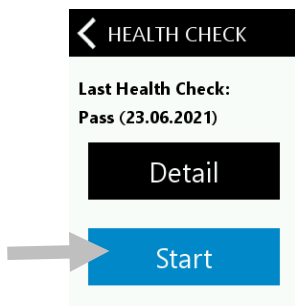 HEALTH CHECK
Last Health Check:
Pass (23.06.2021)
Detail
Start